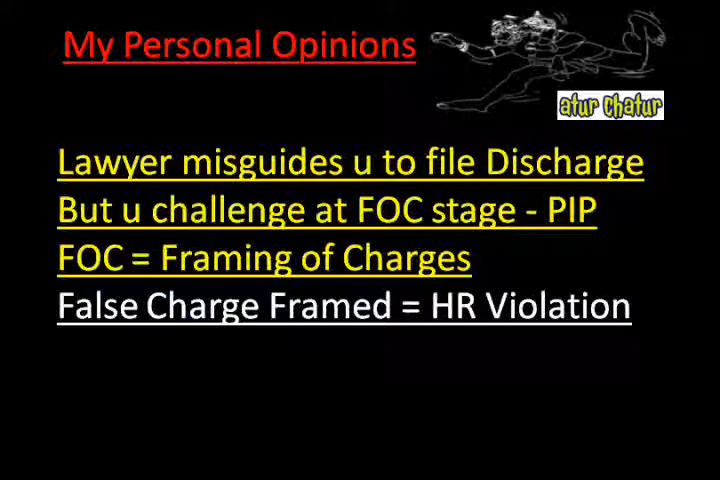 My Personal Opinions
atur chatur
Lawyer misguides u to file Discharge
But u challenge at FOC stage - PIP
FOC = Framing of Charges
False Charge Framed = HR Violation